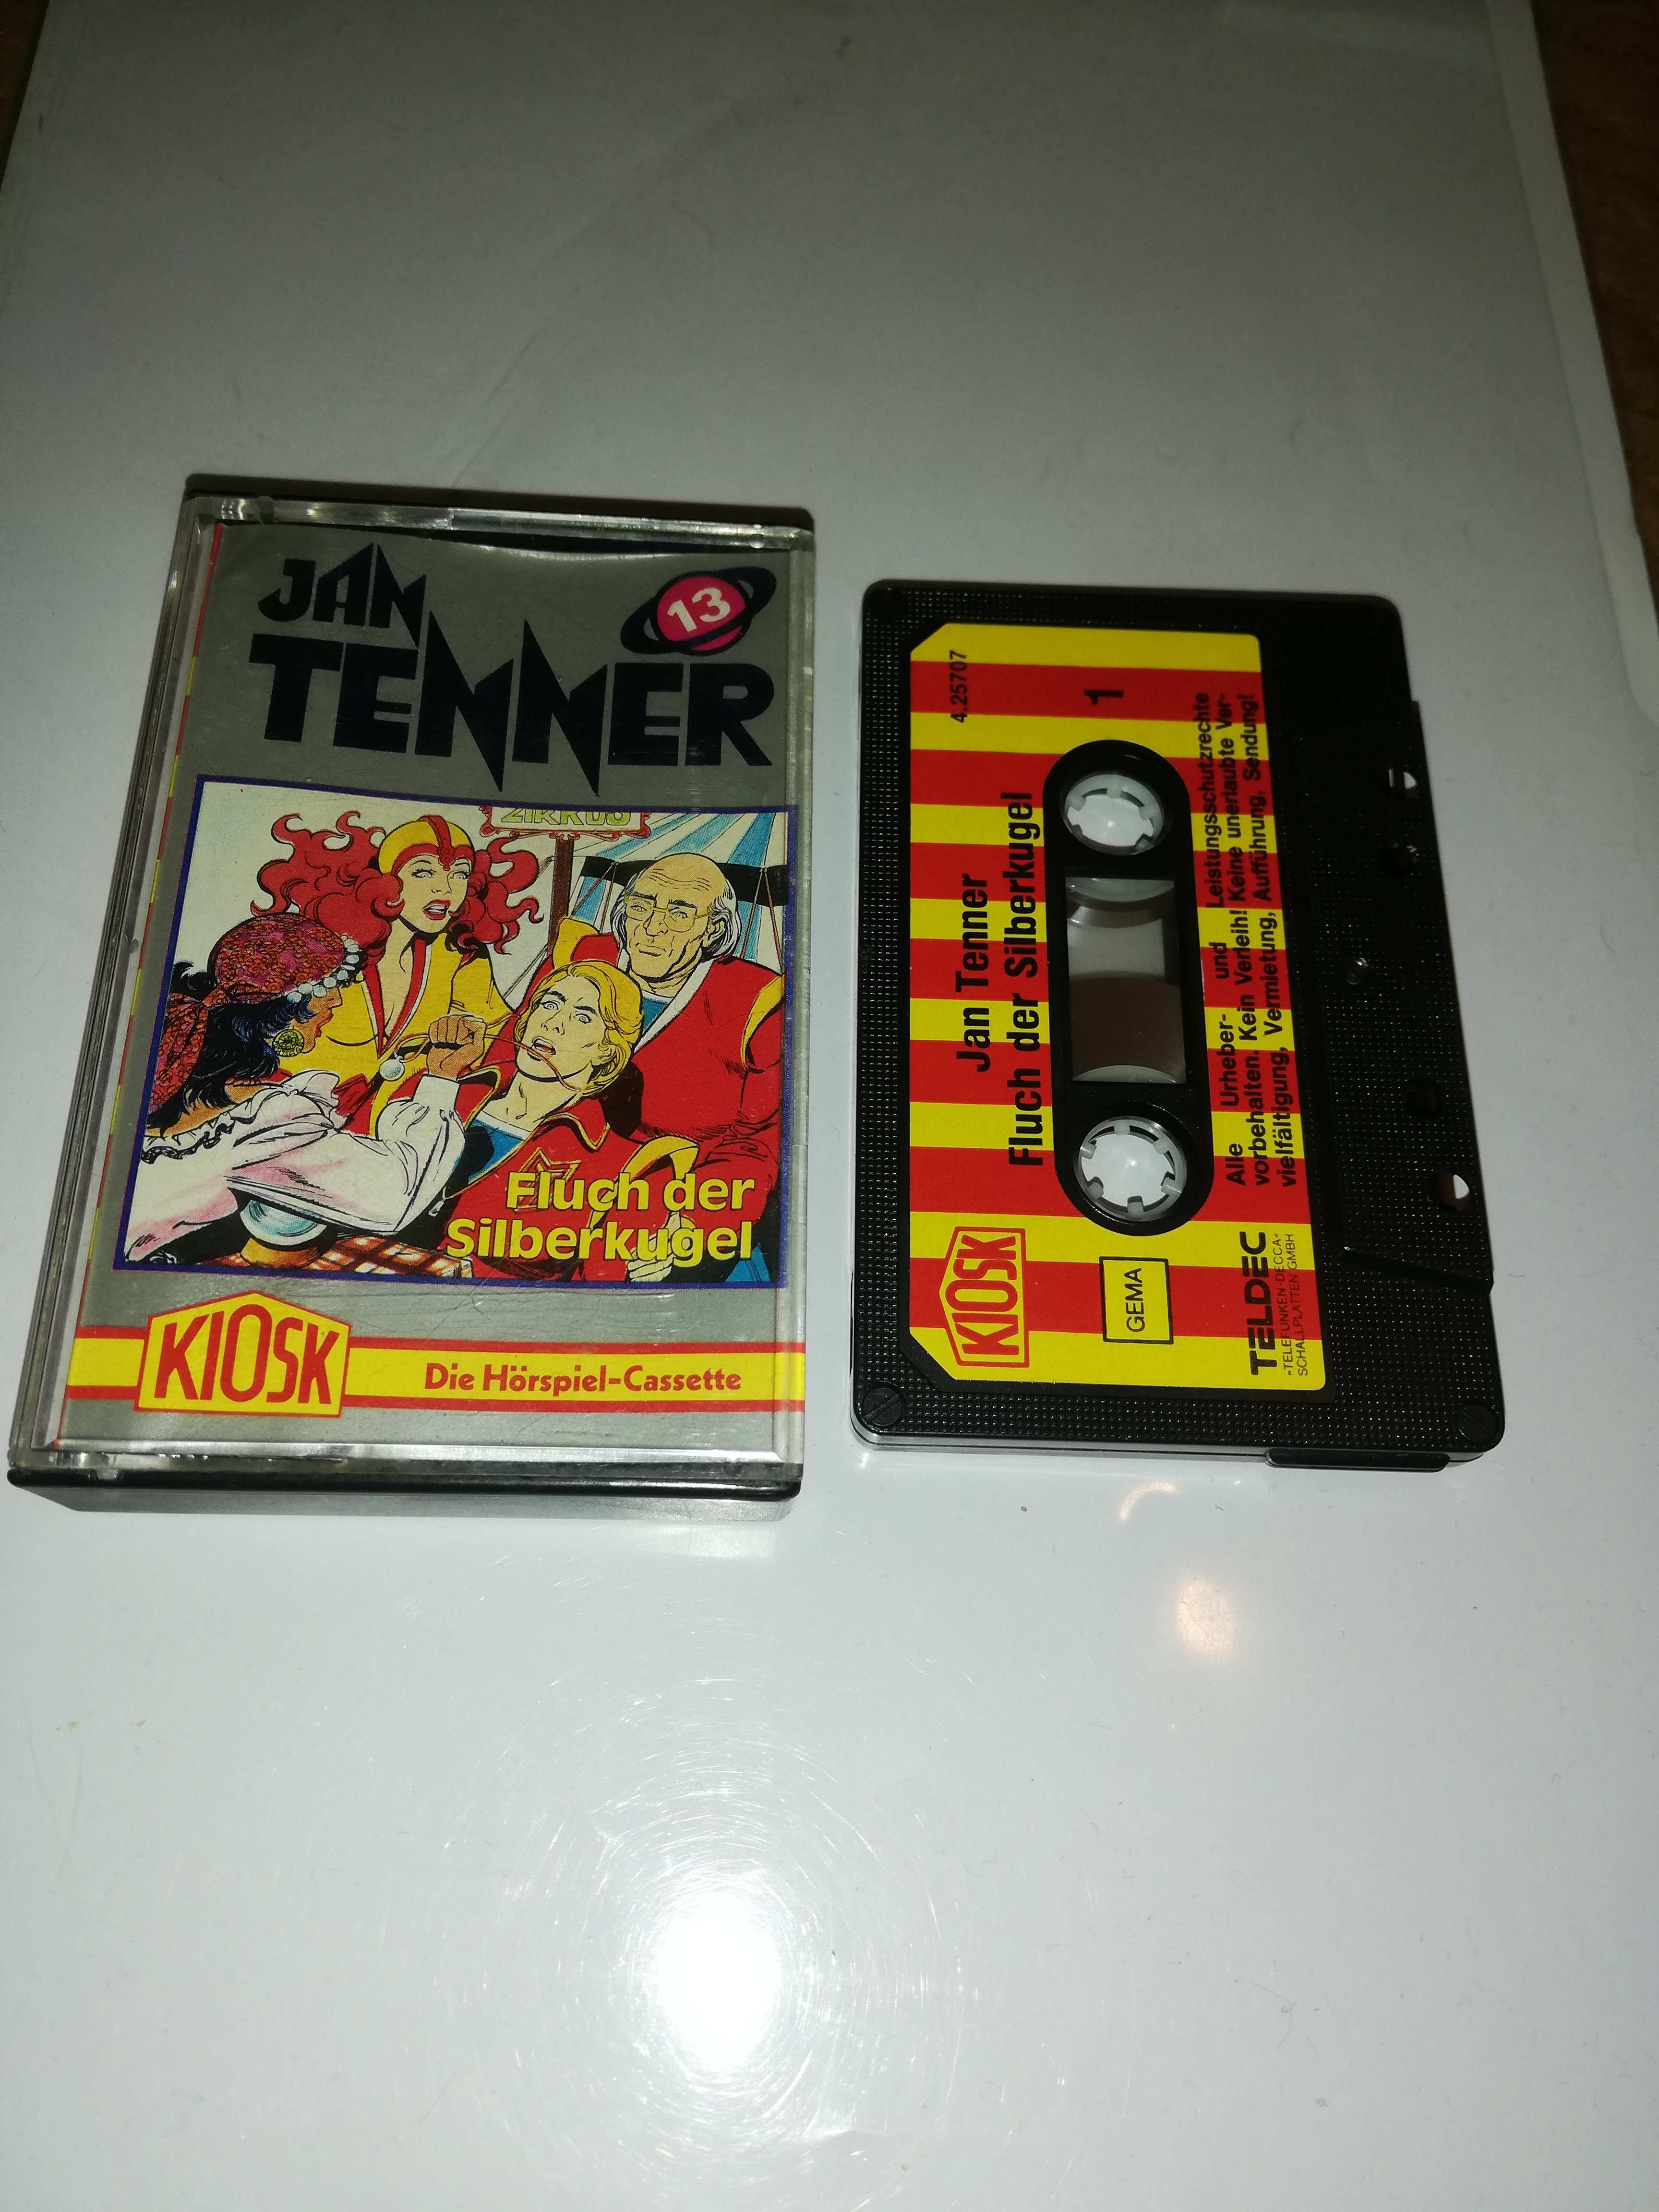 JAN
TENNER
13
ZIRKUS
Fluch der
Silberkugel
KIOSK
Die Hörspiel-Cassette
4.25707
1
Jan Tenner
Fluch der Silberkugel
KIOSK
GEMA
Alle Urheber- und Leistungsschutzrechte
vorbehalten. Kein Verleih! Keine unerlaubte Ver-
vielfältigung, Vermietung, Aufführung, Sendung!
TELDEC
-TELEFUNKEN-DECCA-
SCHALLPLATTEN GMBH